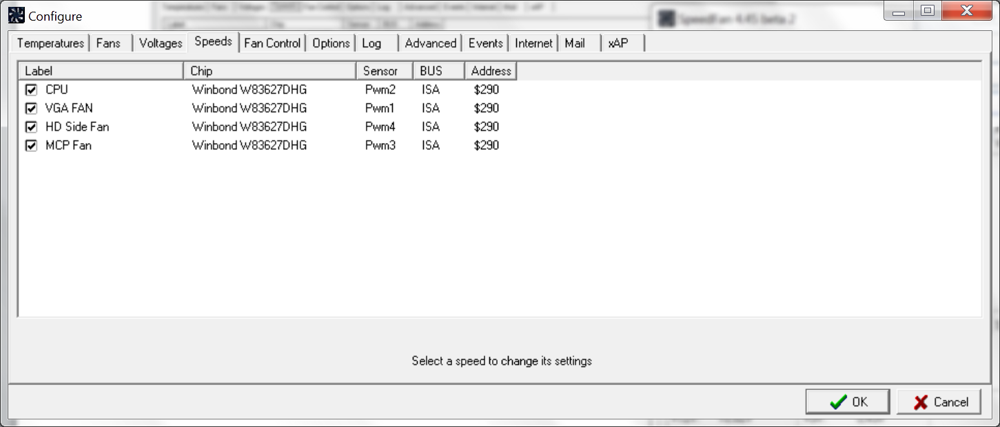 Configure
SpeedFan 4.45 beta 2
Temperatures Fans Voltages Speeds Fan Control Options Log Advanced Events Internet Mail xAP
Label Chip Sensor BUS Address
CPU Winbond W83627DHG Pwm2 ISA $290
VGA FAN Winbond W83627DHG Pwm1 ISA $290
HD Side Fan Winbond W83627DHG Pwm4 ISA $290
MCP Fan Winbond W83627DHG Pwm3 ISA $290
Select a speed to change its settings
OK Cancel